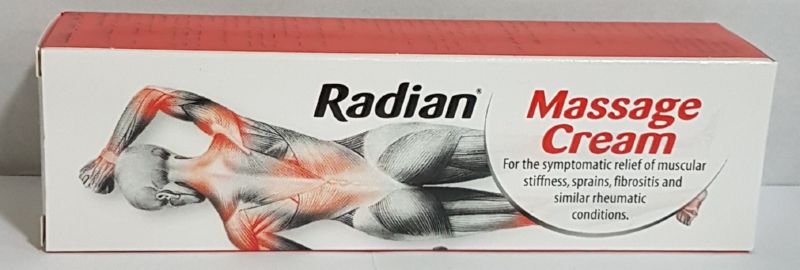 Radian®
Massage
Cream
For the symptomatic relief of muscular
stiffness, sprains, fibrositis and
similar rheumatic
conditions.